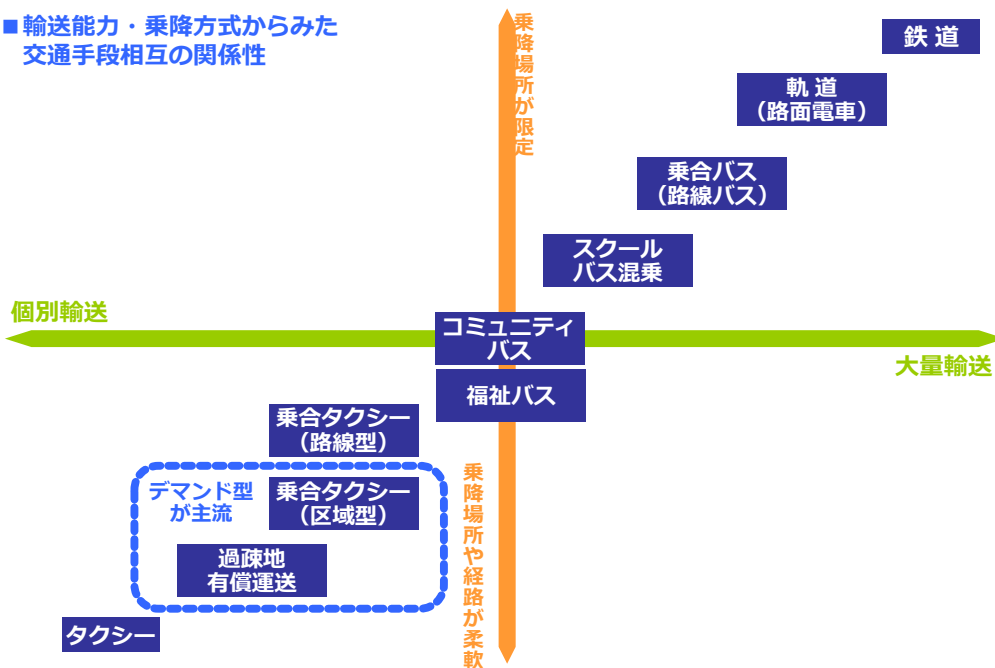 ■輸送能力・乗降方式からみた
交通手段相互の関係性
乗降場所が限定
鉄 道
軌 道
（路面電車）
乗合バス
（路線バス）
スクール
バス混乗
個別輸送
コミュニティ
バス
大量輸送
福祉バス
乗合タクシー
（路線型）
デマンド型
が主流
乗合タクシー
（区域型）
乗降場所や経路が柔軟
過疎地
有償運送
タクシー